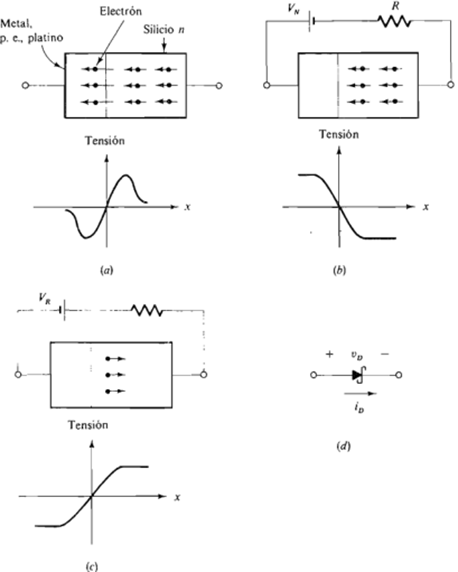 Electrón
Metal,
p. e., platino
Silicio n
Tensión
x
(a)
V_N
R
Tensión
x
(b)
V_R
Tensión
x
(c)
+ v_D −
i_D
(d)